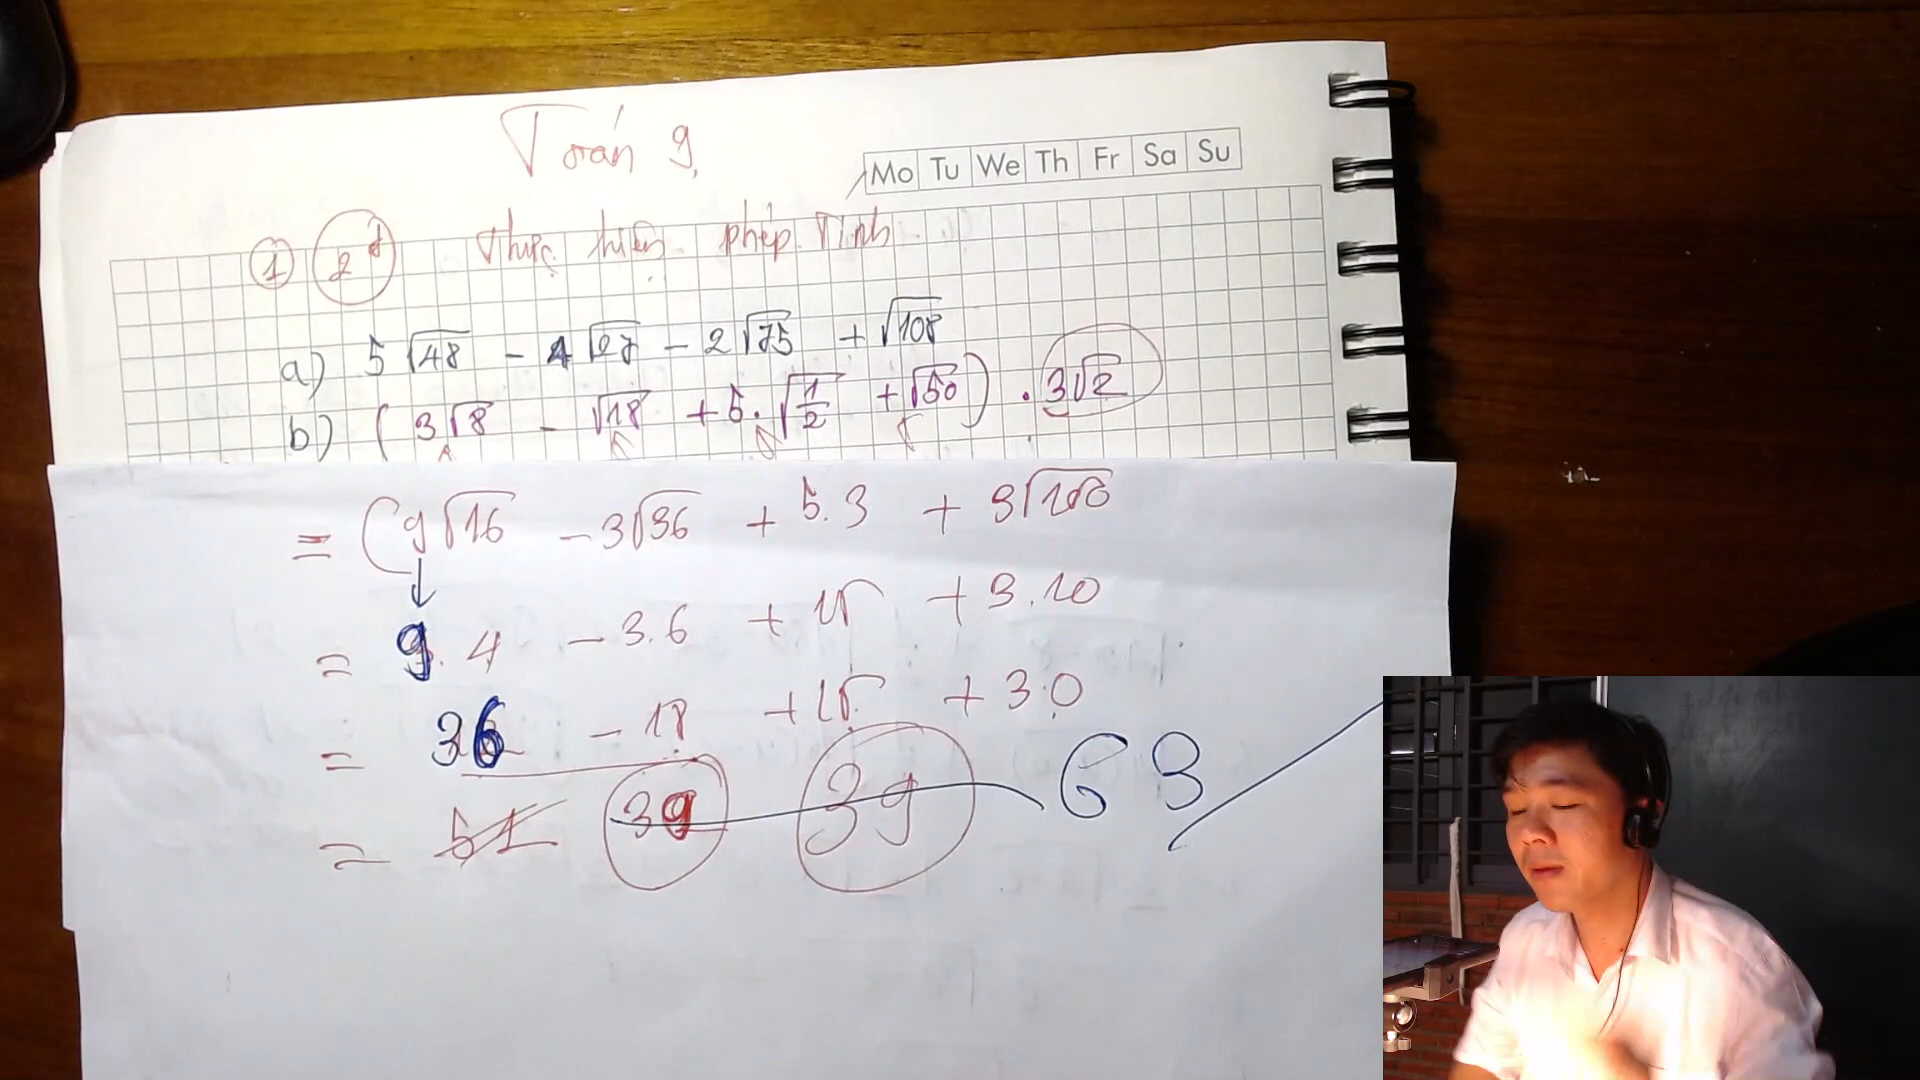 Toán 9,
Mo Tu We Th Fr Sa Su
1 2đ Thực hiện phép tính
a) 5√48 - 4√27 - 2√75 + √108
b) (3√8 - √18 + 5.√1/2 + √50) . 3√2
= (9√16 - 3√36 + 5.3 + 3√100
= 9.4 - 3.6 + 15 + 3.10
= 36 - 18 + 15 + 30
= 51 39 39 63